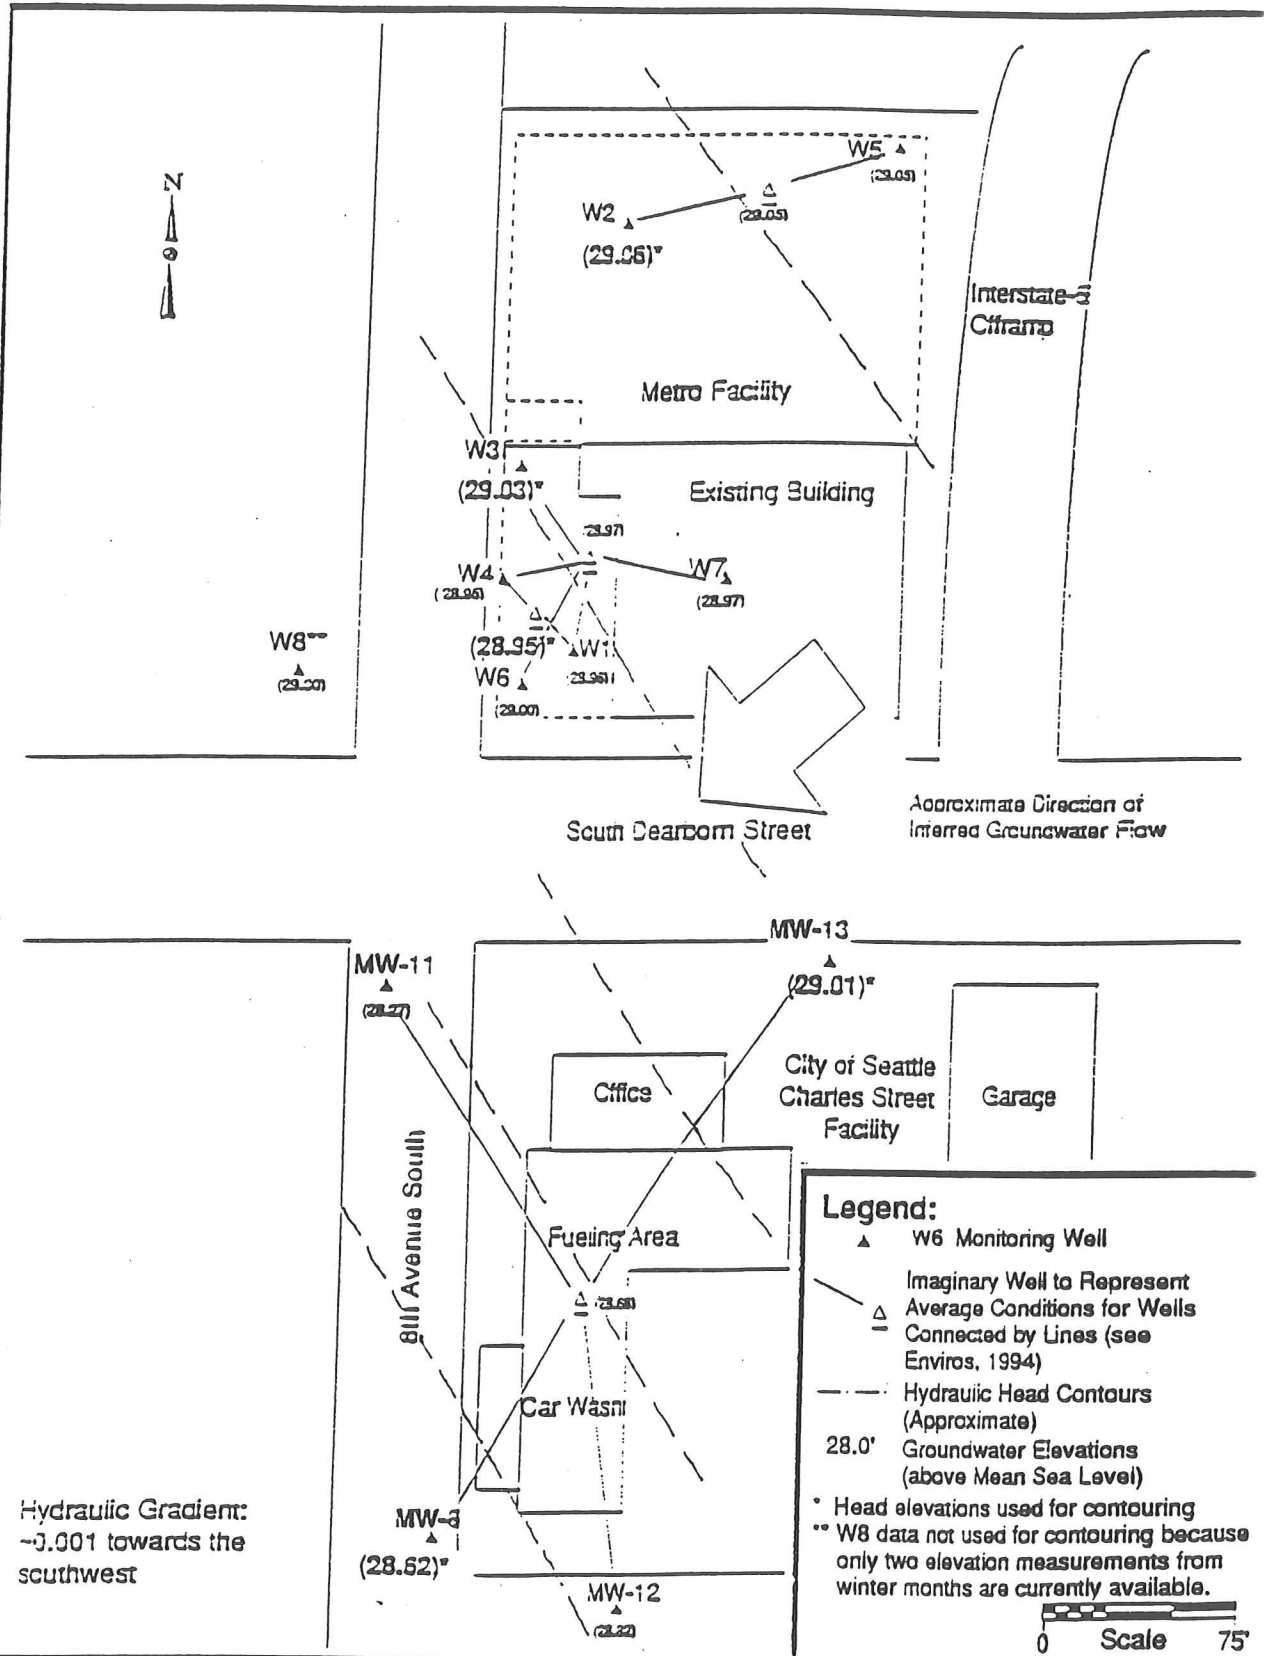 N
W5
(29.05)
W2
(29.05)
(29.06)*
Interstate-5
Offramp
Metro Facility
W3
(29.03)*
Existing Building
(28.97)
W4
W7
(28.95)
(28.97)
W8**
(28.95)*
W1
W6
(28.96)
(29.00)
Approximate Direction of
Inferred Groundwater Flow
South Dearborn Street
MW-13
MW-11
(29.01)*
City of Seattle
Charles Street
Facility
Office
Garage
8th Avenue South
Fueling Area
Car Wash
Legend:
W6 Monitoring Well
Imaginary Well to Represent
Average Conditions for Wells
Connected by Lines (see
Enviros, 1994)
Hydraulic Head Contours
(Approximate)
28.0' Groundwater Elevations
(above Mean Sea Level)
* Head elevations used for contouring
** W8 data not used for contouring because
only two elevation measurements from
winter months are currently available.
Hydraulic Gradient:
~0.001 towards the
southwest
(28.62)*
MW-12
0 Scale 75'